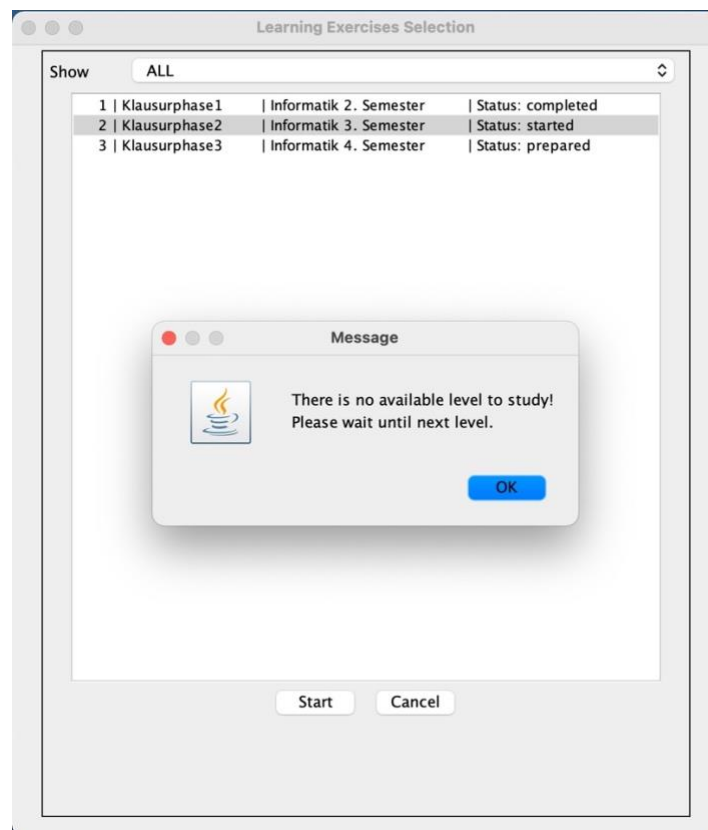 Learning Exercises Selection
Show ALL
1 | Klausurphase1 | Informatik 2. Semester | Status: completed
2 | Klausurphase2 | Informatik 3. Semester | Status: started
3 | Klausurphase3 | Informatik 4. Semester | Status: prepared
Message
There is no available level to study!
Please wait until next level.
OK
Start Cancel